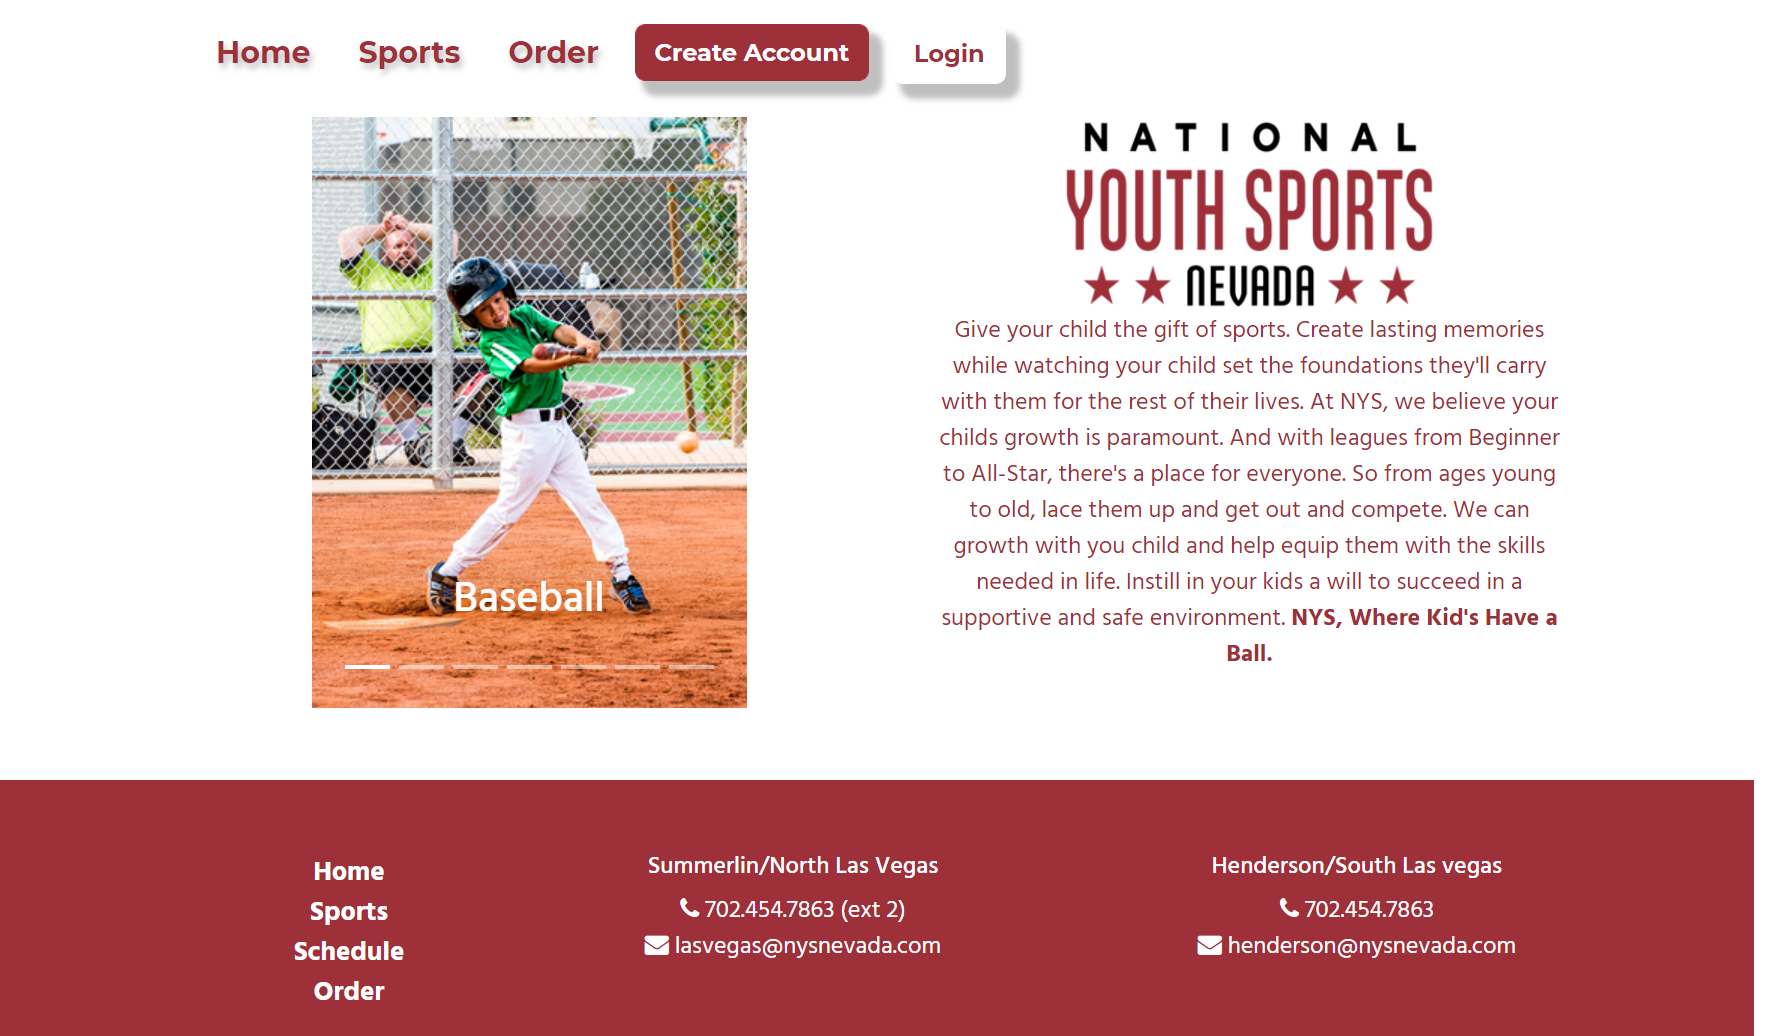 Home Sports Order Create Account Login
NATIONAL
YOUTH SPORTS
NEVADA
Give your child the gift of sports. Create lasting memories
while watching your child set the foundations they'll carry
with them for the rest of their lives. At NYS, we believe your
childs growth is paramount. And with leagues from Beginner
to All-Star, there's a place for everyone. So from ages young
to old, lace them up and get out and compete. We can
growth with you child and help equip them with the skills
needed in life. Instill in your kids a will to succeed in a
supportive and safe environment. NYS, Where Kid's Have a
Ball.
Baseball
Home
Sports
Schedule
Order
Summerlin/North Las Vegas
702.454.7863 (ext 2)
lasvegas@nysnevada.com
Henderson/South Las vegas
702.454.7863
henderson@nysnevada.com